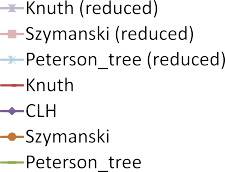 Knuth (reduced)
Szymanski (reduced)
Peterson_tree (reduced)
Knuth
CLH
Szymanski
Peterson_tree